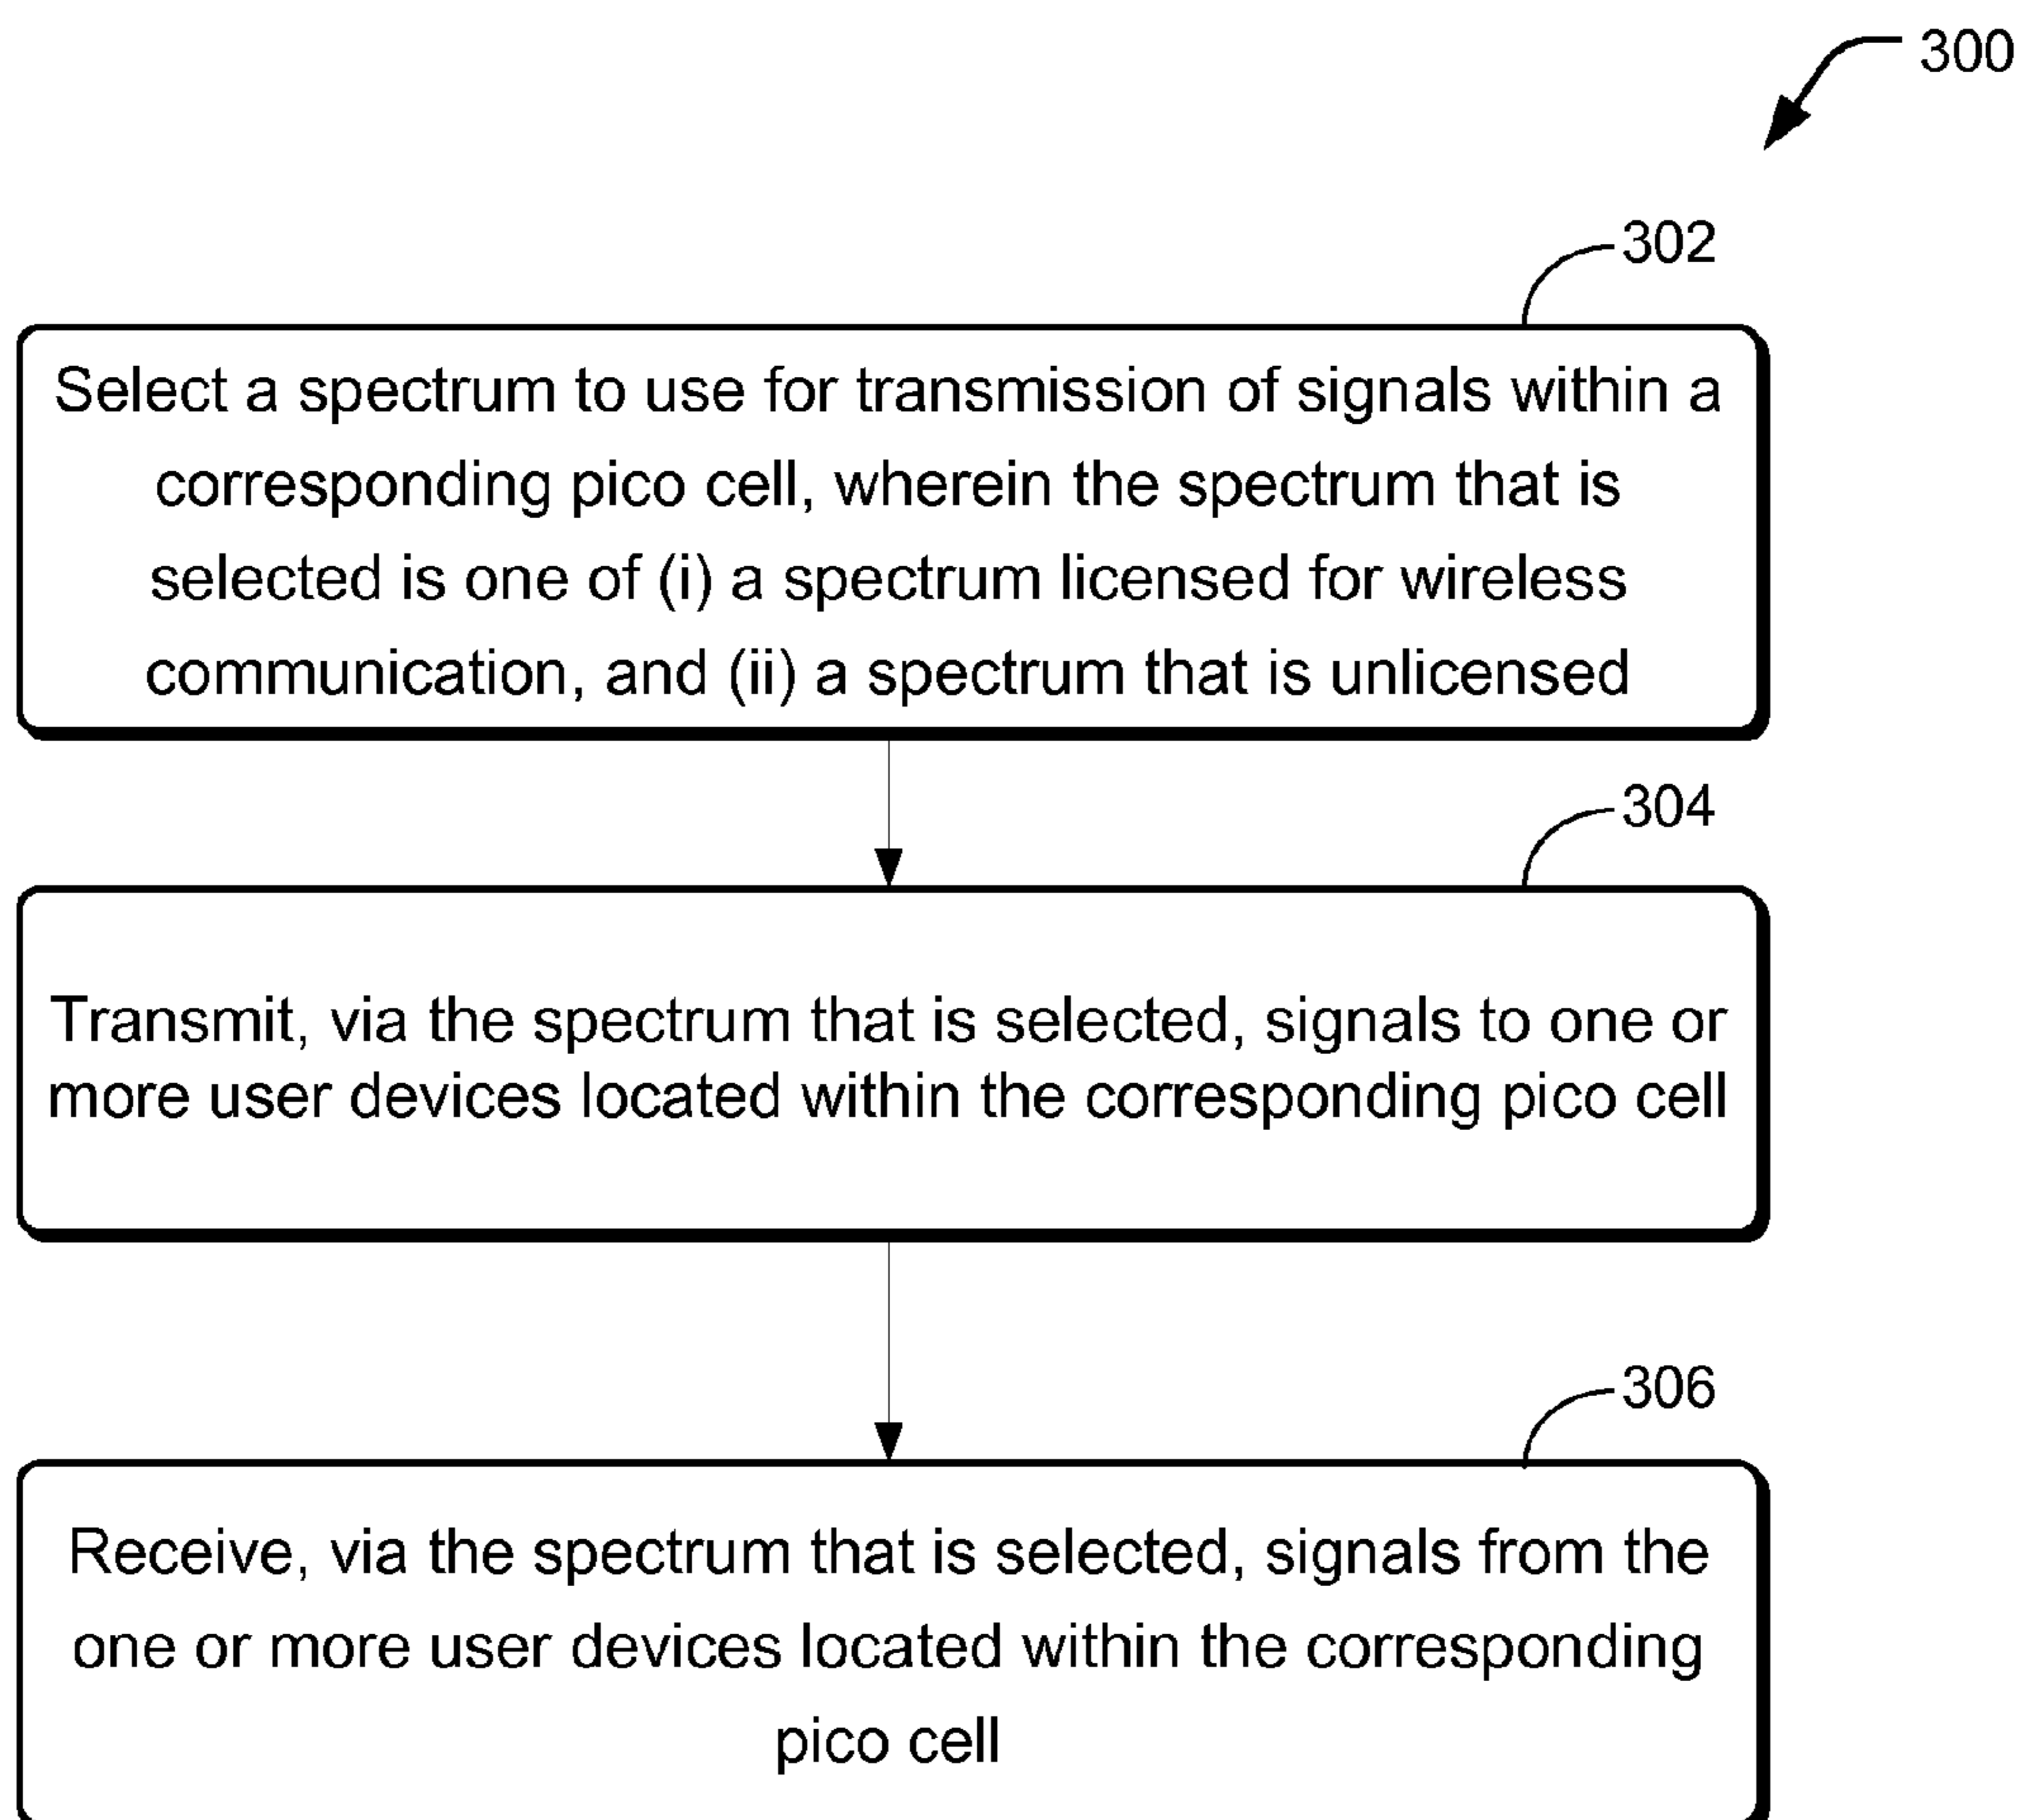 300
302
Select a spectrum to use for transmission of signals within a
corresponding pico cell, wherein the spectrum that is
selected is one of (i) a spectrum licensed for wireless
communication, and (ii) a spectrum that is unlicensed
304
Transmit, via the spectrum that is selected, signals to one or
more user devices located within the corresponding pico cell
306
Receive, via the spectrum that is selected, signals from the
one or more user devices located within the corresponding
pico cell